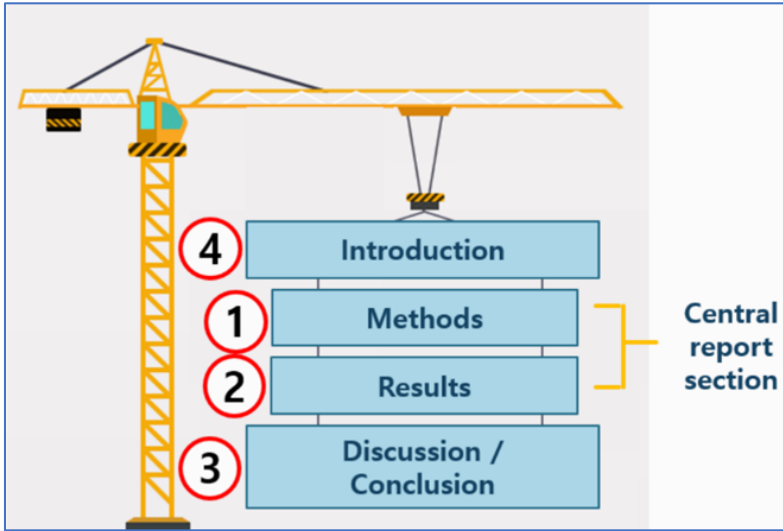 4
Introduction
1
Methods
2
Results
3
Discussion /
Conclusion
Central
report
section